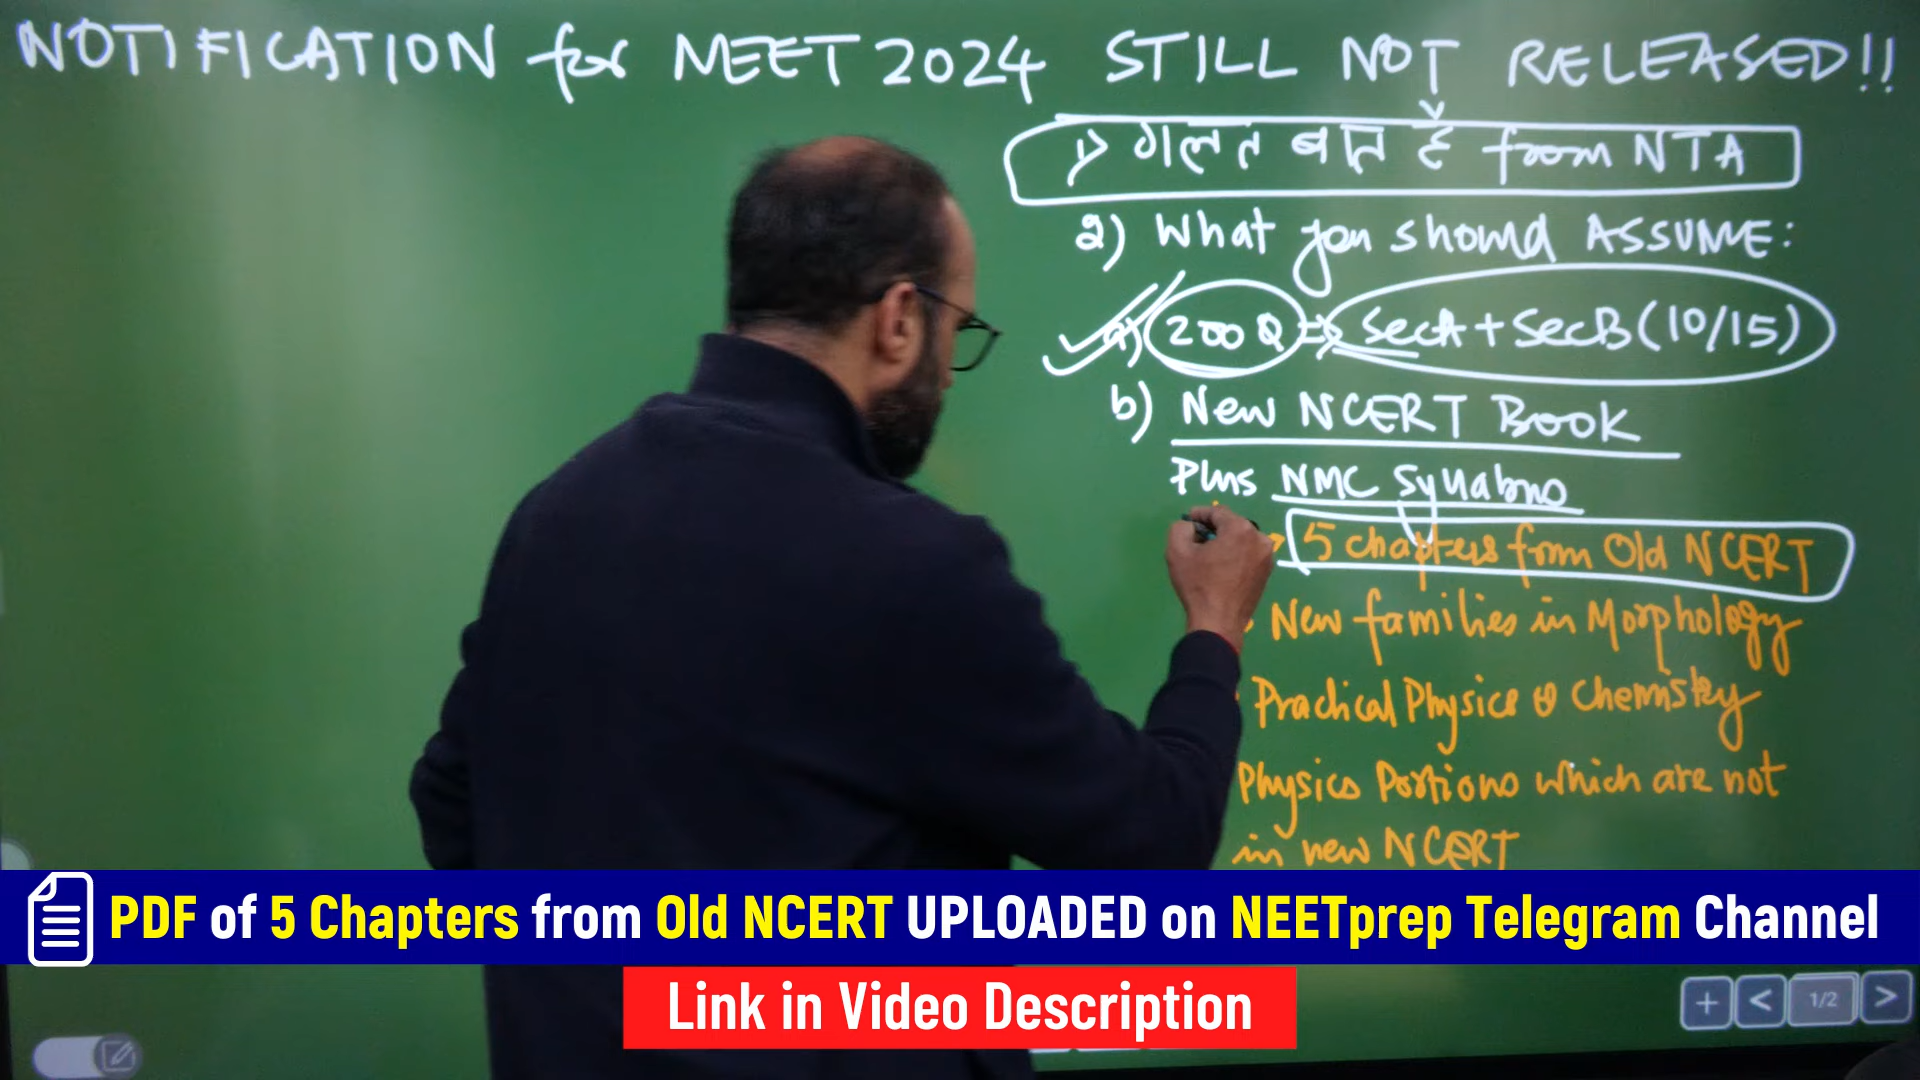 NOTIFICATION for NEET 2024 STILL NOT RELEASED!!
1) गलत बात है from NTA
2) What you should ASSUME:
a) 200 Q => Sec A + Sec B (10/15)
b) New NCERT Book
Plus NMC Syllabus
5 chapters from Old NCERT
New families in Morphology
Practical Physics & Chemistry
Physics Portions which are not
in new NCERT
PDF of 5 Chapters from Old NCERT UPLOADED on NEETprep Telegram Channel
Link in Video Description
+ < 1/2 >